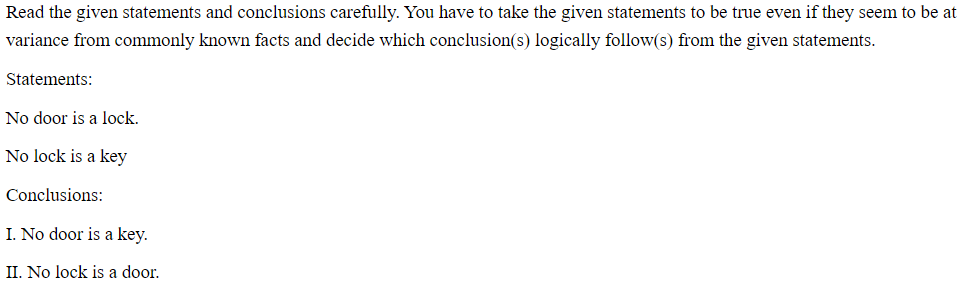 Read the given statements and conclusions carefully. You have to take the given statements to be true even if they seem to be at
variance from commonly known facts and decide which conclusion(s) logically follow(s) from the given statements.
Statements:
No door is a lock.
No lock is a key
Conclusions:
I. No door is a key.
II. No lock is a door.